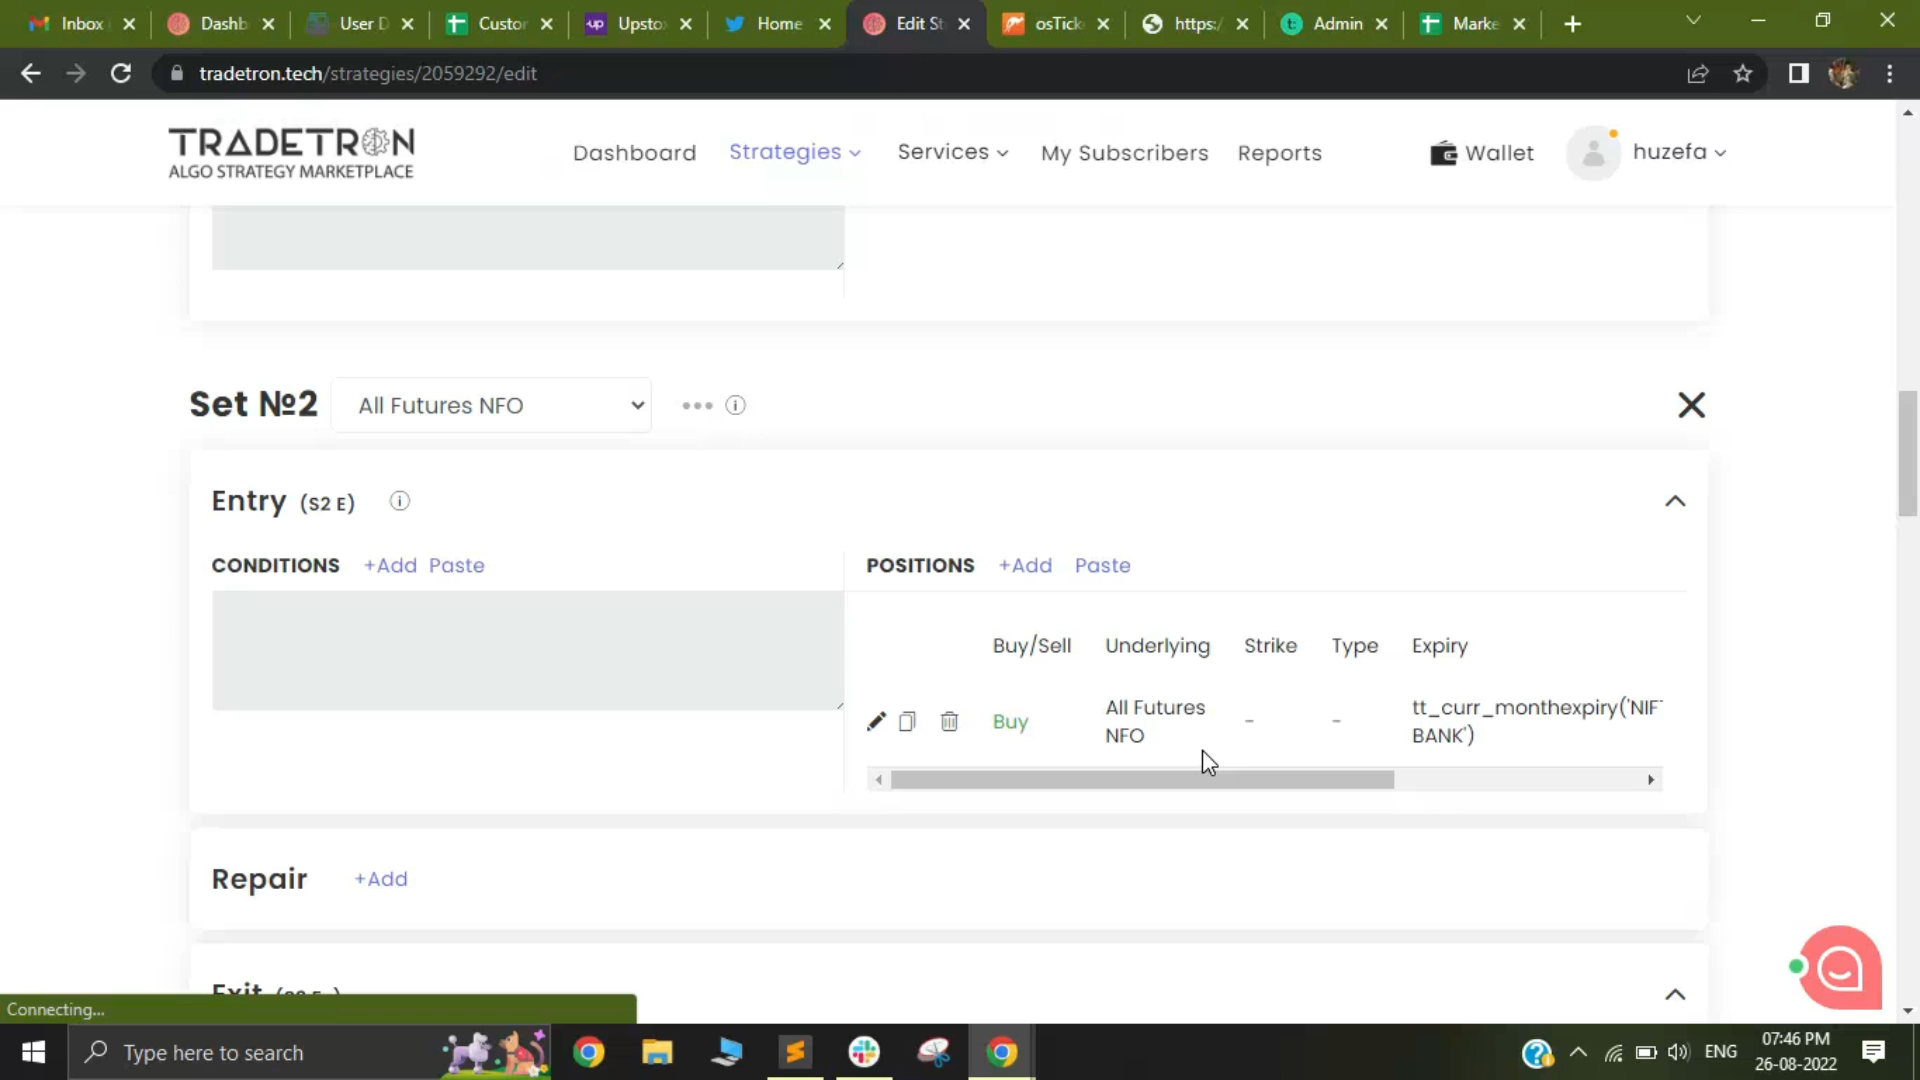 Inbox
Dashb
User D
Custor
Upsto
Home
Edit St
osTick
https:/
Admin
Marke
tradetron.tech/strategies/2059292/edit
TRADETRON
ALGO STRATEGY MARKETPLACE
Dashboard
Strategies
Services
My Subscribers
Reports
Wallet
huzefa
Set №2
All Futures NFO
Entry (S2 E)
CONDITIONS +Add Paste
POSITIONS +Add Paste
Buy/Sell Underlying Strike Type Expiry
Buy
All Futures
NFO
-
-
tt_curr_monthexpiry('NIF
BANK')
Repair +Add
Exit
Connecting...
Type here to search
ENG
07:46 PM
26-08-2022